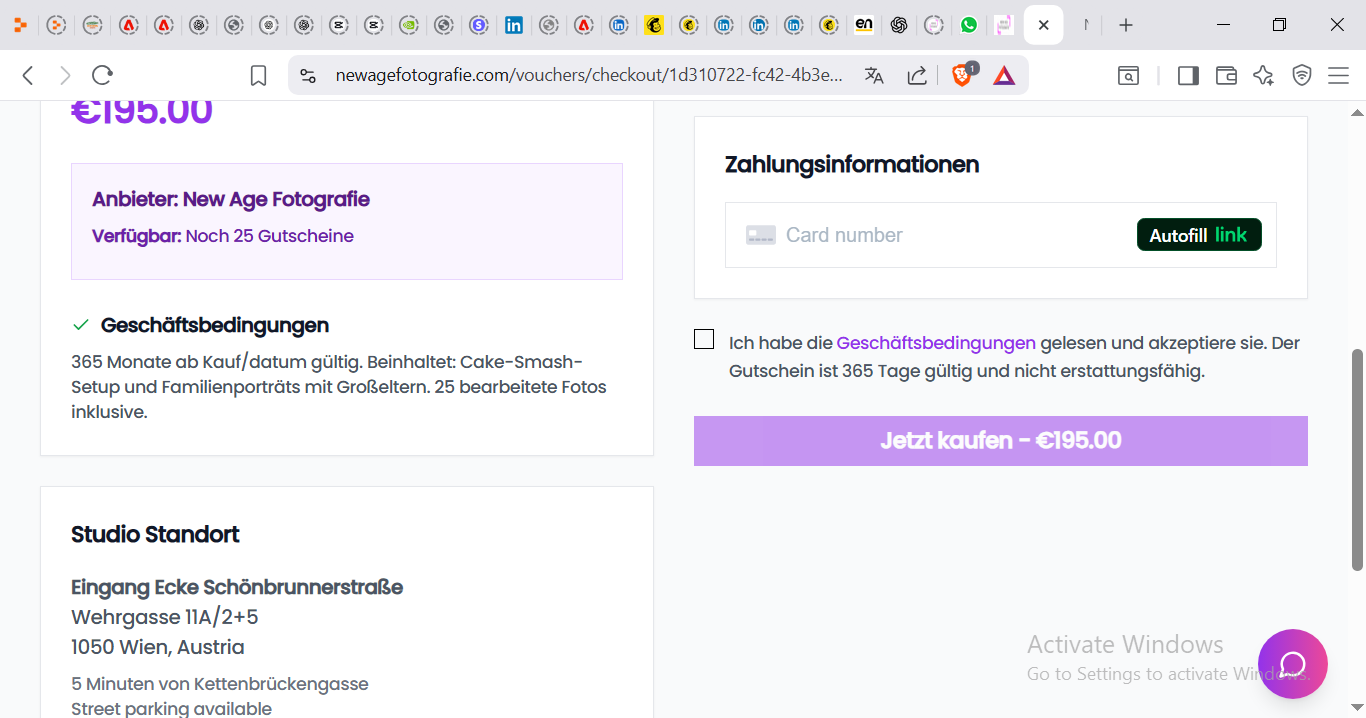 newagefotografie.com/vouchers/checkout/1d310722-fc42-4b3e...
1
€195.00
Anbieter: New Age Fotografie
Verfügbar: Noch 25 Gutscheine
Geschäftsbedingungen
365 Monate ab Kauf/datum gültig. Beinhaltet: Cake-Smash-
Setup und Familienporträts mit Großeltern. 25 bearbeitete Fotos
inklusive.
Studio Standort
Eingang Ecke Schönbrunnerstraße
Wehrgasse 11A/2+5
1050 Wien, Austria
5 Minuten von Kettenbrückengasse
Street parking available
Zahlungsinformationen
Card number
Autofill link
Ich habe die Geschäftsbedingungen gelesen und akzeptiere sie. Der
Gutschein ist 365 Tage gültig und nicht erstattungsfähig.
Jetzt kaufen - €195.00
Activate Windows
Go to Settings to activate Windows.